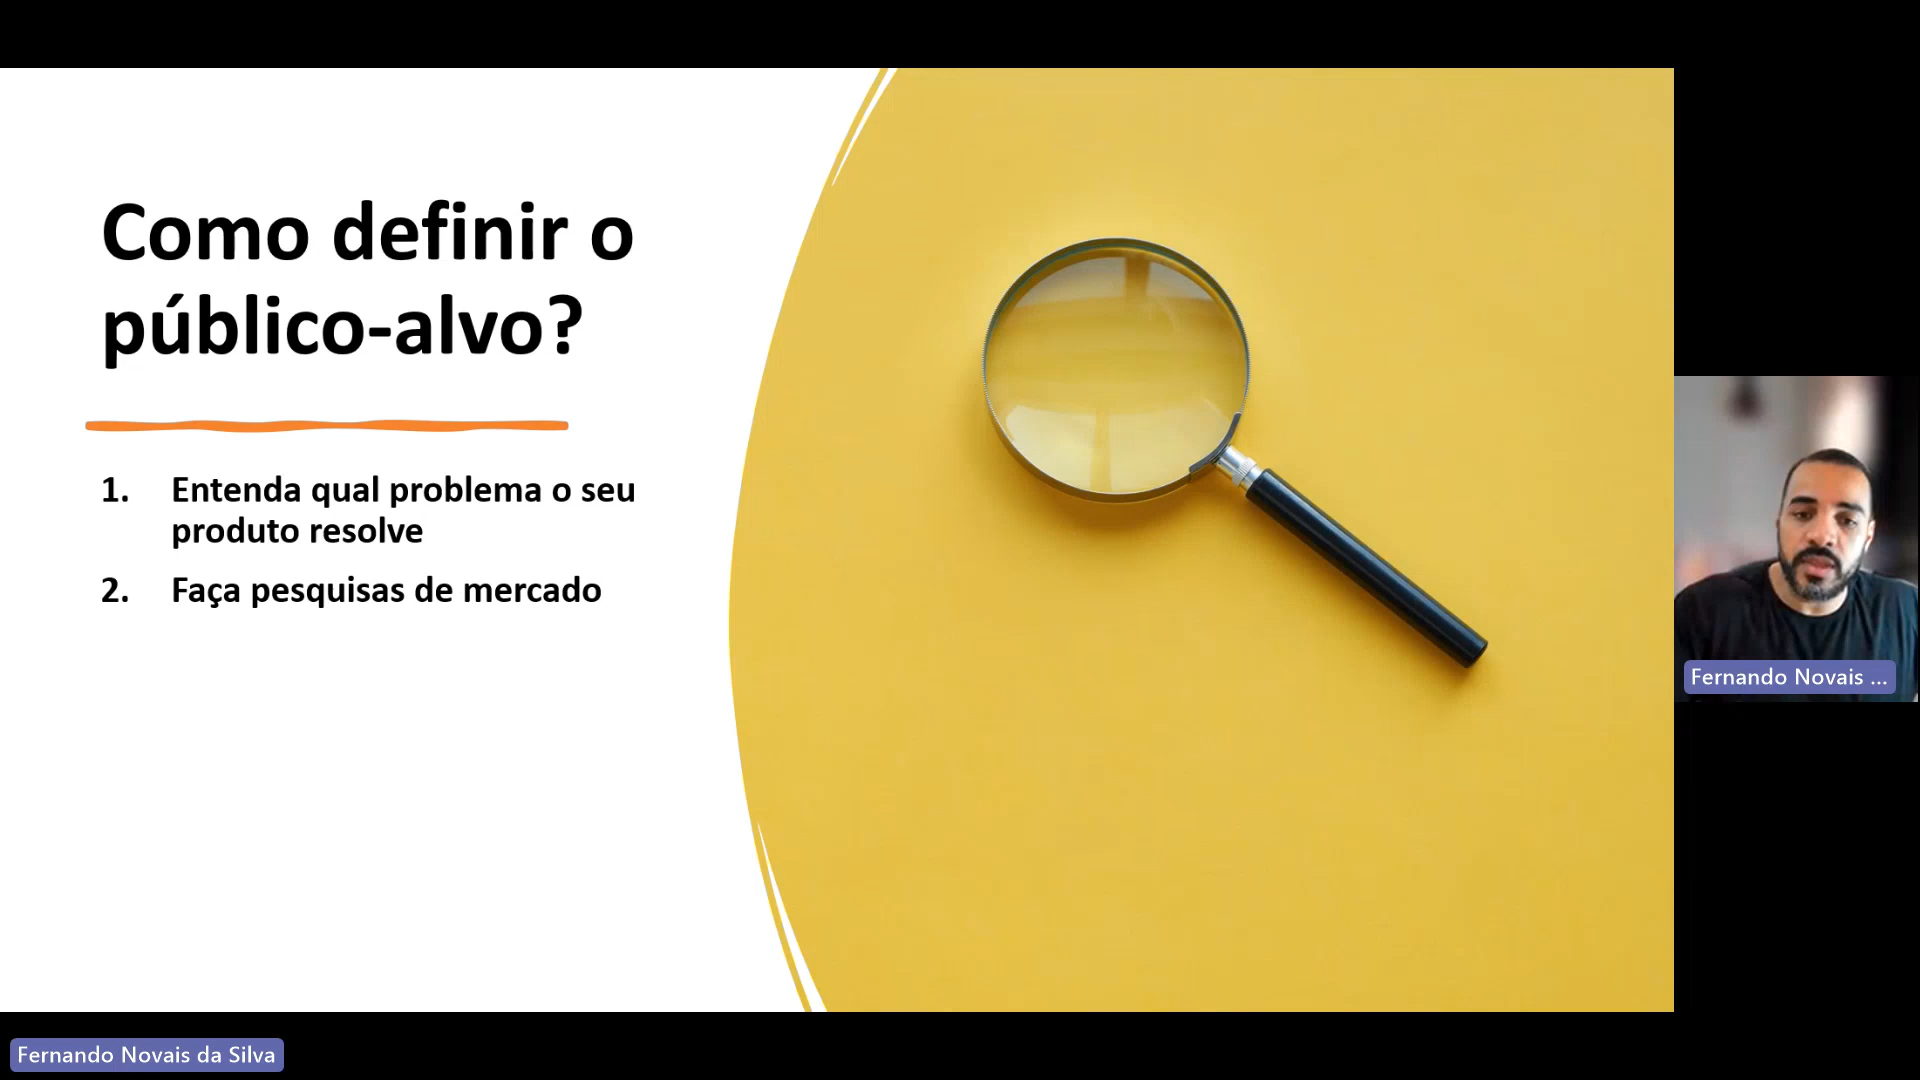 Como definir o
público-alvo?
1. Entenda qual problema o seu
produto resolve
2. Faça pesquisas de mercado
Fernando Novais ...
Fernando Novais da Silva